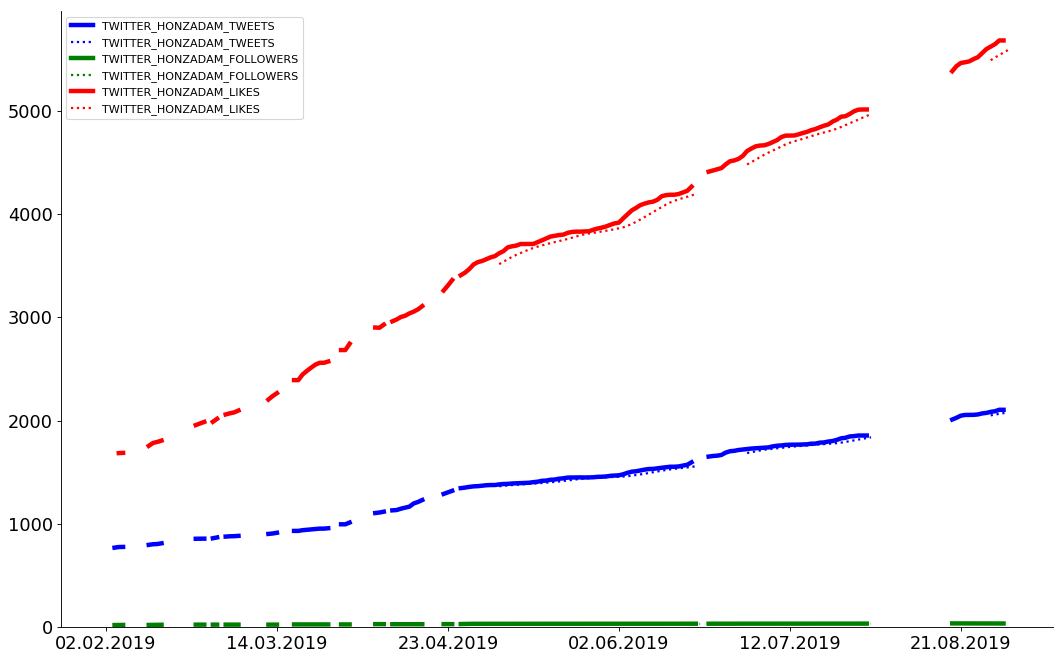 TWITTER_HONZADAM_TWEETS
TWITTER_HONZADAM_TWEETS
TWITTER_HONZADAM_FOLLOWERS
TWITTER_HONZADAM_FOLLOWERS
TWITTER_HONZADAM_LIKES
TWITTER_HONZADAM_LIKES
5000
4000
3000
2000
1000
0
02.02.2019 14.03.2019 23.04.2019 02.06.2019 12.07.2019 21.08.2019